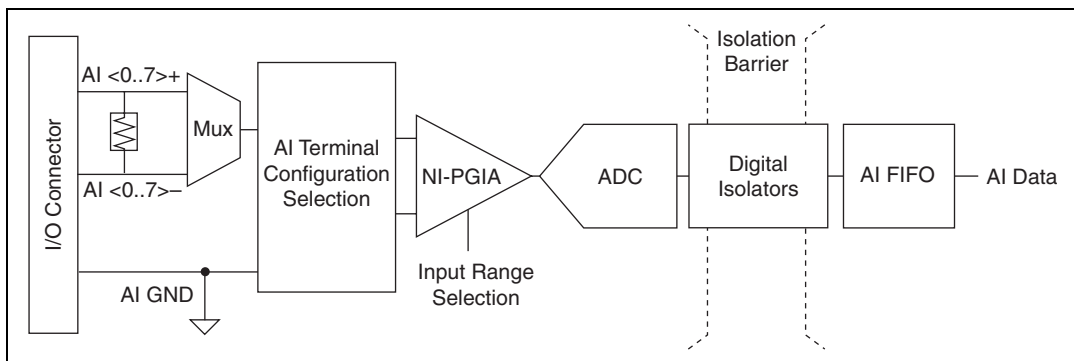 I/O Connector
AI <0..7>+
AI <0..7>–
AI GND
Mux
AI Terminal
Configuration
Selection
NI-PGIA
Input Range
Selection
ADC
Isolation
Barrier
Digital
Isolators
AI FIFO
AI Data